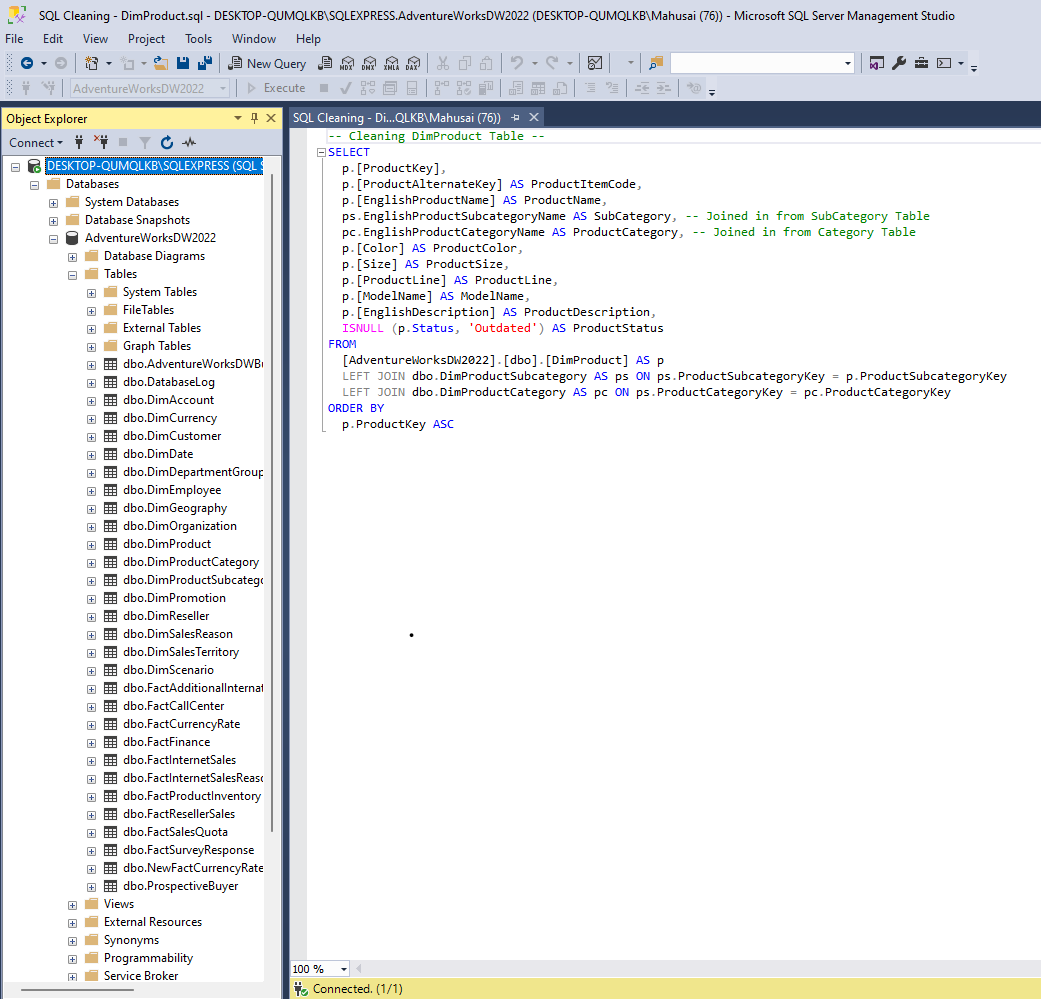 SQL Cleaning - DimProduct.sql - DESKTOP-QUMQLKB\SQLEXPRESS.AdventureWorksDW2022 (DESKTOP-QUMQLKB\Mahusai (76)) - Microsoft SQL Server Management Studio
File Edit View Project Tools Window Help
New Query MDX DMX XMLA DAX
AdventureWorksDW2022 Execute
Object Explorer
Connect
DESKTOP-QUMQLKB\SQLEXPRESS (SQL S
Databases
System Databases
Database Snapshots
AdventureWorksDW2022
Database Diagrams
Tables
System Tables
FileTables
External Tables
Graph Tables
dbo.AdventureWorksDWBu
dbo.DatabaseLog
dbo.DimAccount
dbo.DimCurrency
dbo.DimCustomer
dbo.DimDate
dbo.DimDepartmentGroup
dbo.DimEmployee
dbo.DimGeography
dbo.DimOrganization
dbo.DimProduct
dbo.DimProductCategory
dbo.DimProductSubcatego
dbo.DimPromotion
dbo.DimReseller
dbo.DimSalesReason
dbo.DimSalesTerritory
dbo.DimScenario
dbo.FactAdditionalInternat
dbo.FactCallCenter
dbo.FactCurrencyRate
dbo.FactFinance
dbo.FactInternetSales
dbo.FactInternetSalesReaso
dbo.FactProductInventory
dbo.FactResellerSales
dbo.FactSalesQuota
dbo.FactSurveyResponse
dbo.NewFactCurrencyRate
dbo.ProspectiveBuyer
Views
External Resources
Synonyms
Programmability
Service Broker
SQL Cleaning - Di...QLKB\Mahusai (76))
-- Cleaning DimProduct Table --
SELECT
p.[ProductKey],
p.[ProductAlternateKey] AS ProductItemCode,
p.[EnglishProductName] AS ProductName,
ps.EnglishProductSubcategoryName AS SubCategory, -- Joined in from SubCategory Table
pc.EnglishProductCategoryName AS ProductCategory, -- Joined in from Category Table
p.[Color] AS ProductColor,
p.[Size] AS ProductSize,
p.[ProductLine] AS ProductLine,
p.[ModelName] AS ModelName,
p.[EnglishDescription] AS ProductDescription,
ISNULL (p.Status, 'Outdated') AS ProductStatus
FROM
[AdventureWorksDW2022].[dbo].[DimProduct] AS p
LEFT JOIN dbo.DimProductSubcategory AS ps ON ps.ProductSubcategoryKey = p.ProductSubcategoryKey
LEFT JOIN dbo.DimProductCategory AS pc ON ps.ProductCategoryKey = pc.ProductCategoryKey
ORDER BY
p.ProductKey ASC
100 %
Connected. (1/1)